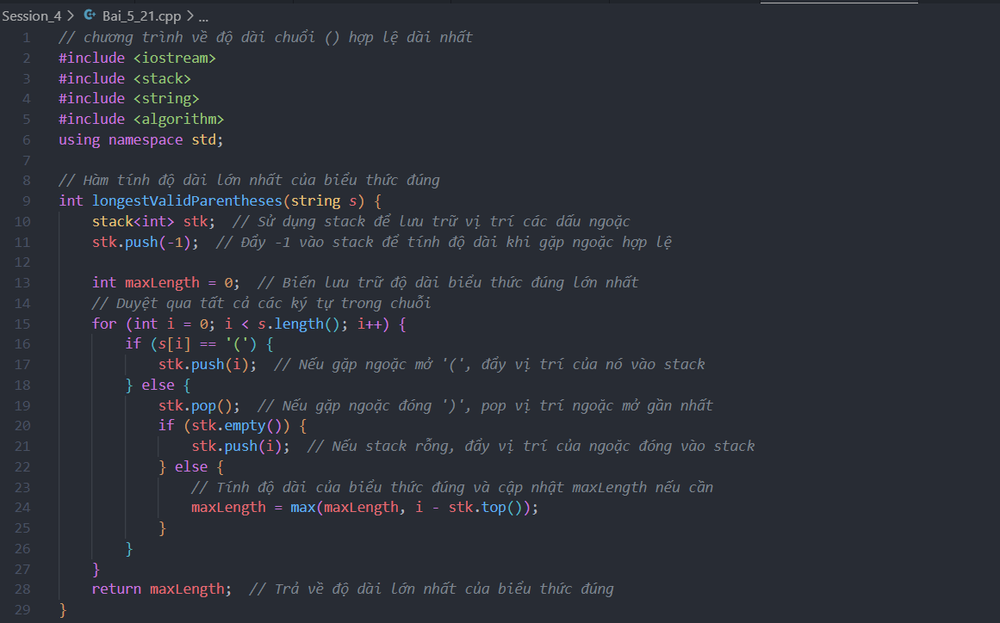 Session_4 > Bai_5_21.cpp > ...
1 // chương trình về độ dài chuổi () hợp lệ dài nhất
2 #include <iostream>
3 #include <stack>
4 #include <string>
5 #include <algorithm>
6 using namespace std;
7
8 // Hàm tính độ dài lớn nhất của biểu thức đúng
9 int longestValidParentheses(string s) {
10     stack<int> stk;  // Sử dụng stack để lưu trữ vị trí các dấu ngoặc
11     stk.push(-1);  // Đẩy -1 vào stack để tính độ dài khi gặp ngoặc hợp lệ
12
13     int maxLength = 0;  // Biến lưu trữ độ dài biểu thức đúng lớn nhất
14     // Duyệt qua tất cả các ký tự trong chuỗi
15     for (int i = 0; i < s.length(); i++) {
16         if (s[i] == '(') {
17             stk.push(i);  // Nếu gặp ngoặc mở '(', đẩy vị trí của nó vào stack
18         } else {
19             stk.pop();  // Nếu gặp ngoặc đóng ')', pop vị trí ngoặc mở gần nhất
20             if (stk.empty()) {
21                 stk.push(i);  // Nếu stack rỗng, đẩy vị trí của ngoặc đóng vào stack
22             } else {
23                 // Tính độ dài của biểu thức đúng và cập nhật maxLength nếu cần
24                 maxLength = max(maxLength, i - stk.top());
25             }
26         }
27     }
28     return maxLength;  // Trả về độ dài lớn nhất của biểu thức đúng
29 }